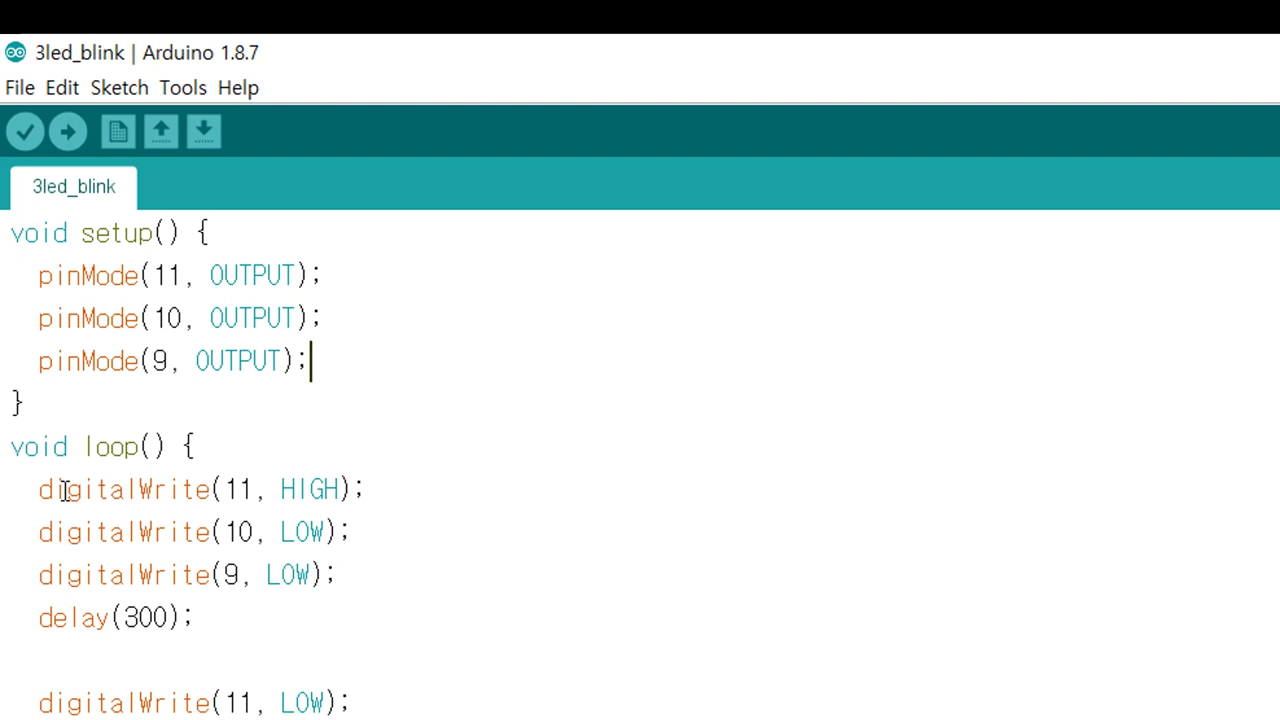 3led_blink | Arduino 1.8.7
File Edit Sketch Tools Help
3led_blink
void setup() {
  pinMode(11, OUTPUT);
  pinMode(10, OUTPUT);
  pinMode(9, OUTPUT);
}
void loop() {
  digitalWrite(11, HIGH);
  digitalWrite(10, LOW);
  digitalWrite(9, LOW);
  delay(300);
  digitalWrite(11, LOW);